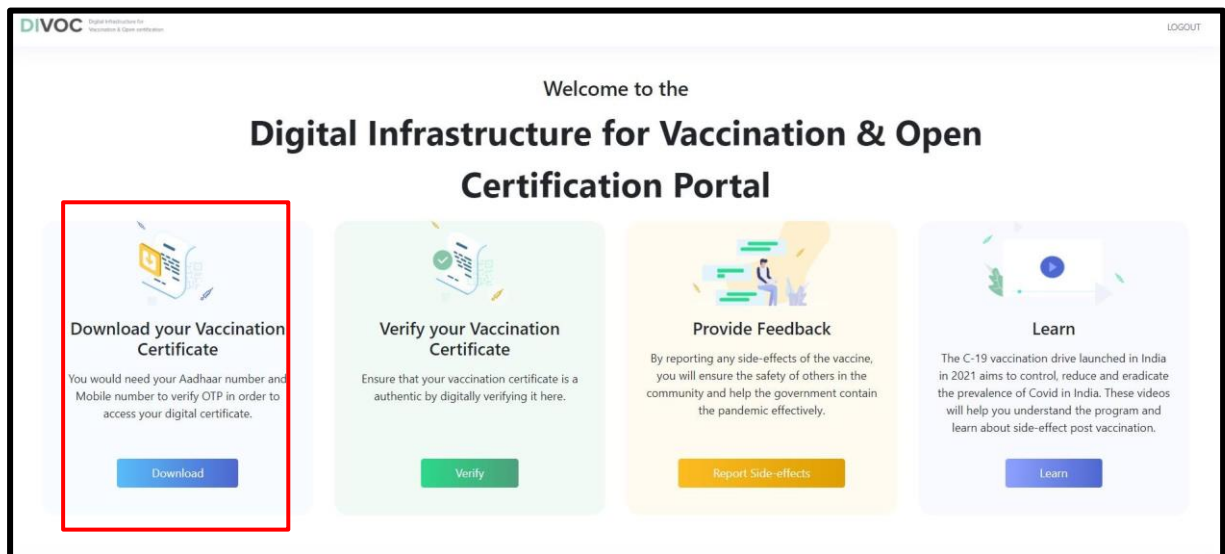 DIVOC
Digital Infrastructure for
Vaccination & Open certification
LOGOUT
Welcome to the
Digital Infrastructure for Vaccination & Open
Certification Portal
Download your Vaccination
Certificate
You would need your Aadhaar number and
Mobile number to verify OTP in order to
access your digital certificate.
Download
Verify your Vaccination
Certificate
Ensure that your vaccination certificate is a
authentic by digitally verifying it here.
Verify
Provide Feedback
By reporting any side-effects of the vaccine,
you will ensure the safety of others in the
community and help the government contain
the pandemic effectively.
Report Side-effects
Learn
The C-19 vaccination drive launched in India
in 2021 aims to control, reduce and eradicate
the prevalence of Covid in India. These videos
will help you understand the program and
learn about side-effect post vaccination.
Learn